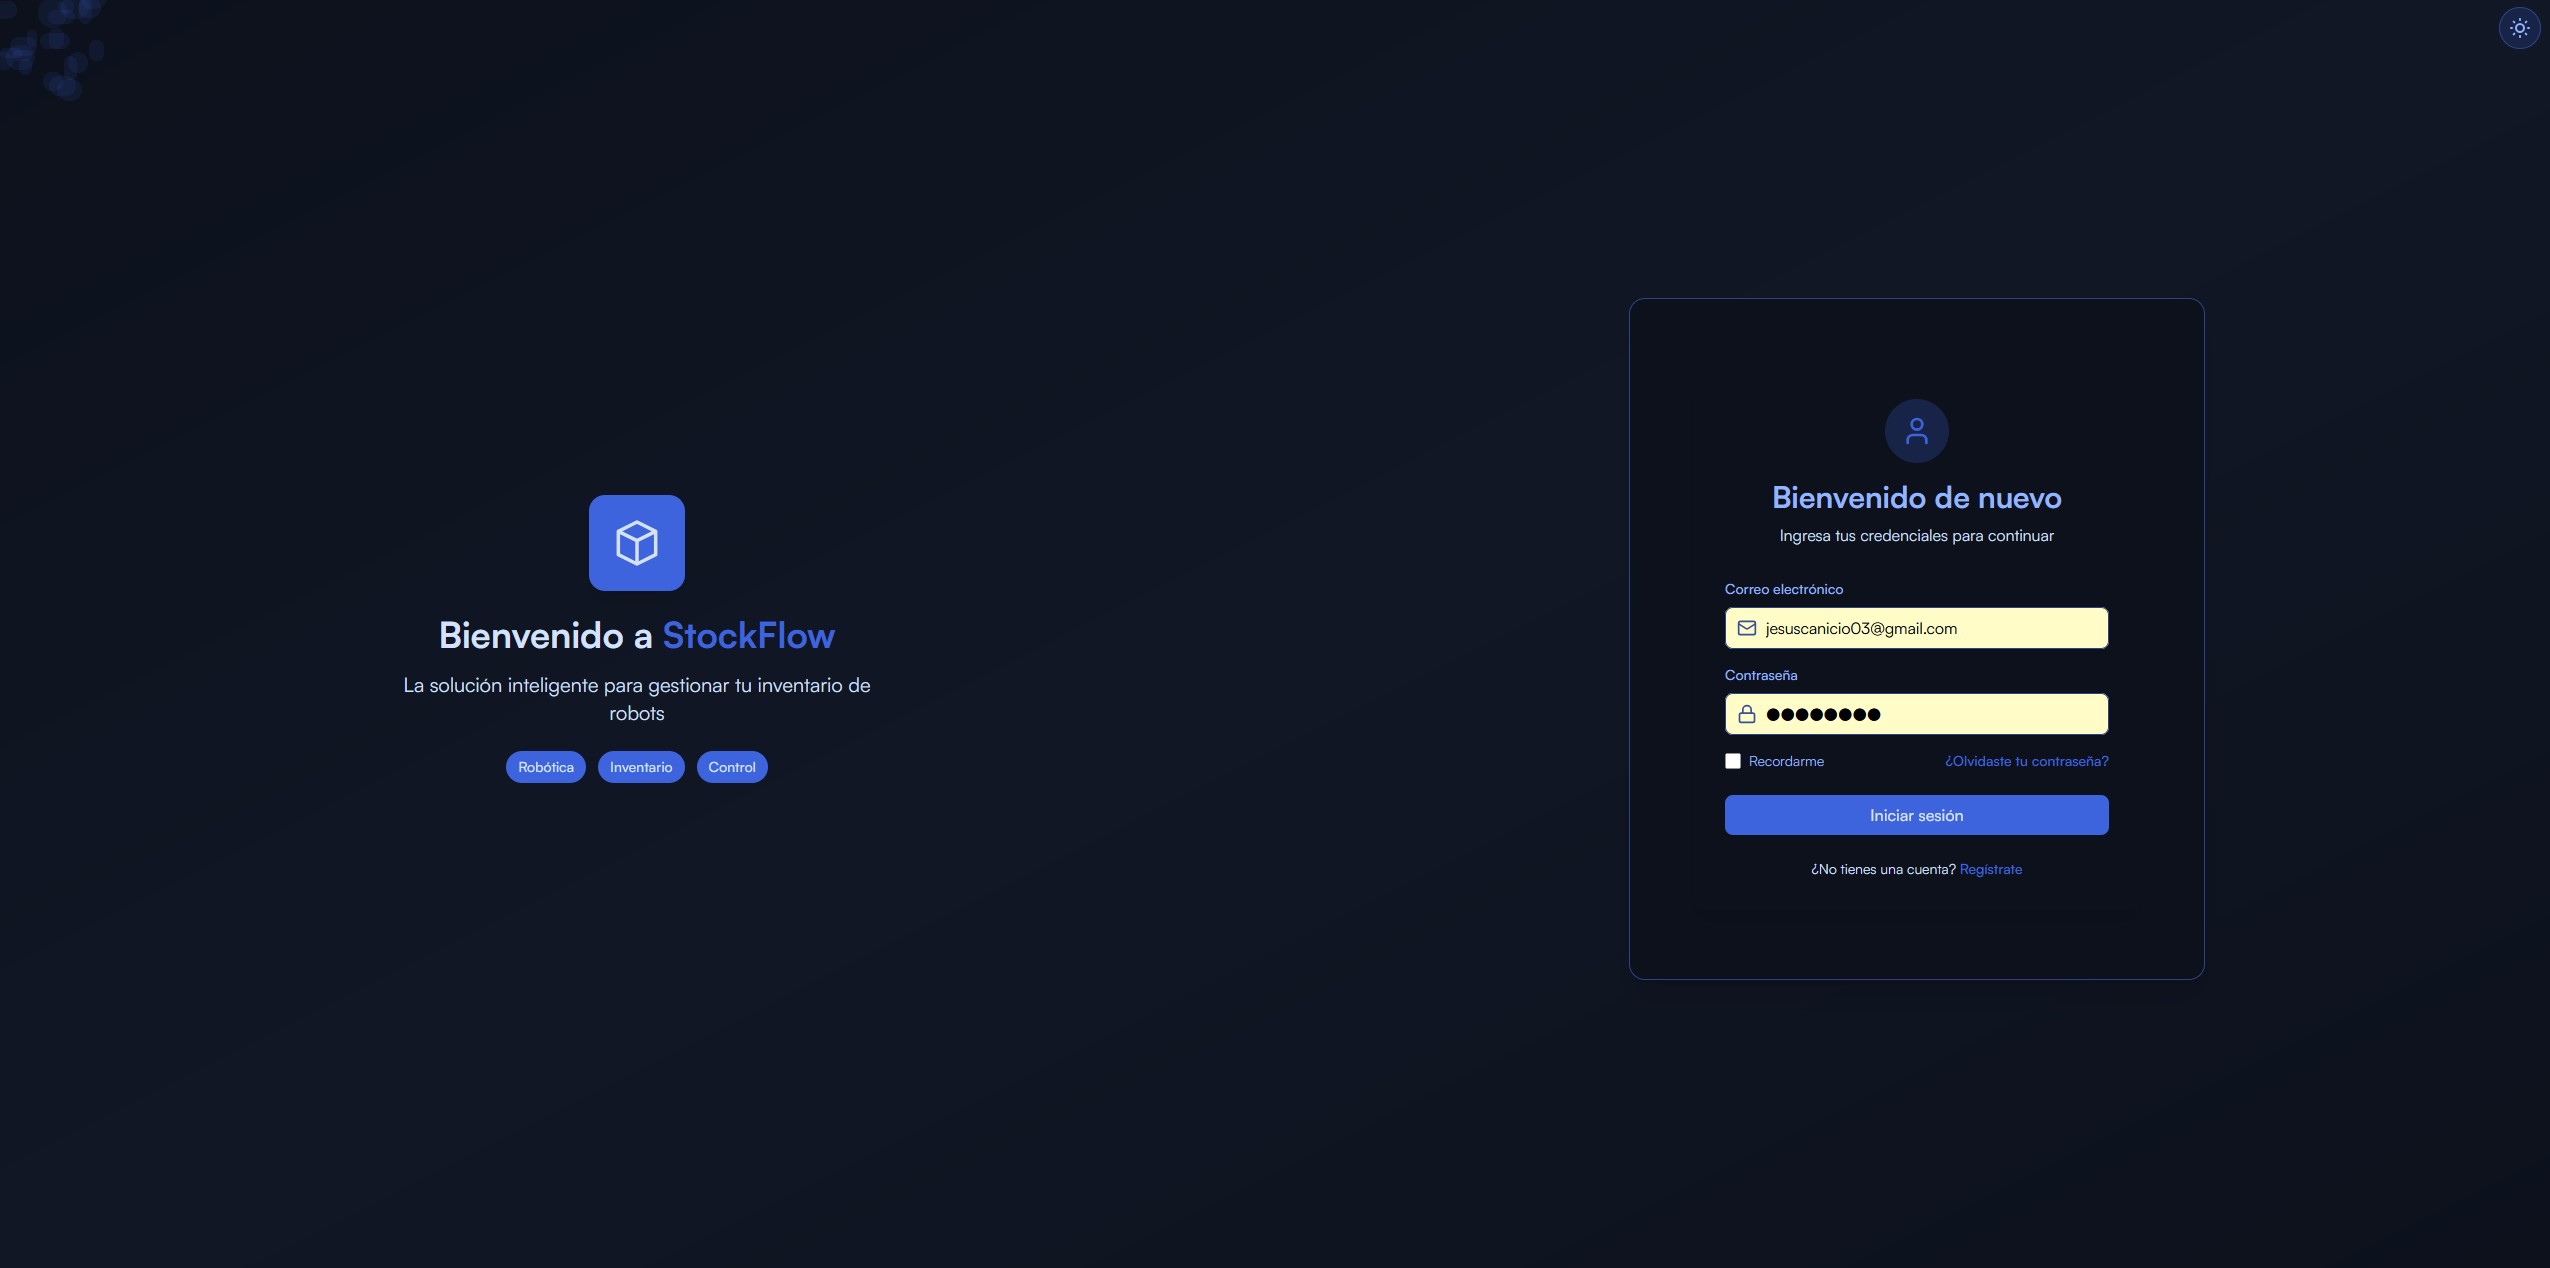 Bienvenido a StockFlow
La solución inteligente para gestionar tu inventario de
robots
Robótica Inventario Control
Bienvenido de nuevo
Ingresa tus credenciales para continuar
Correo electrónico
jesuscanicio03@gmail.com
Contraseña
●●●●●●●●
Recordarme ¿Olvidaste tu contraseña?
Iniciar sesión
¿No tienes una cuenta? Regístrate